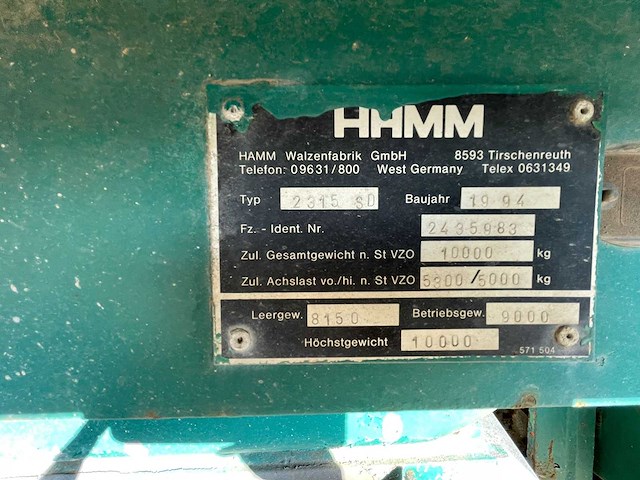 HAMM
HAMM Walzenfabrik GmbH 8593 Tirschenreuth
Telefon: 09631/800 West Germany Telex 0631349
Typ 2315 SD Baujahr 1994
Fz. - Ident. Nr. 2435983
Zul. Gesamtgewicht n. St VZO 10000 kg
Zul. Achslast vo./hi. n. St VZO 5300/5000 kg
Leergew. 8150 Betriebsgew. 9000
Höchstgewicht 10000
571 504